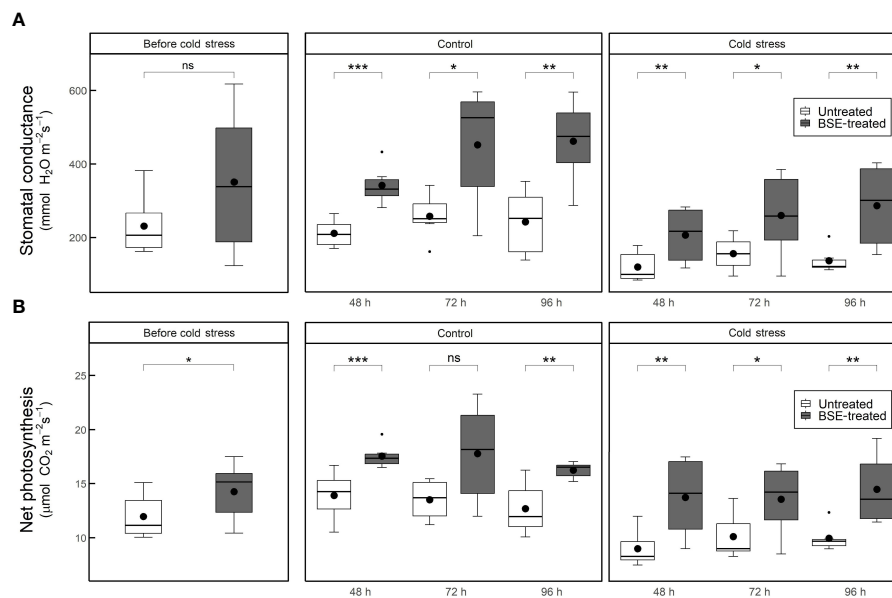 A
Before cold stress
Control
Cold stress
ns
***
*
**
**
*
**
600
400
200
Stomatal conductance
(mmol H₂O m⁻²s⁻¹)
Untreated
BSE-treated
48 h
72 h
96 h
48 h
72 h
96 h
B
Before cold stress
Control
Cold stress
*
***
ns
**
**
*
**
25
20
15
10
Net photosynthesis
(μmol CO₂ m⁻²s⁻¹)
Untreated
BSE-treated
48 h
72 h
96 h
48 h
72 h
96 h